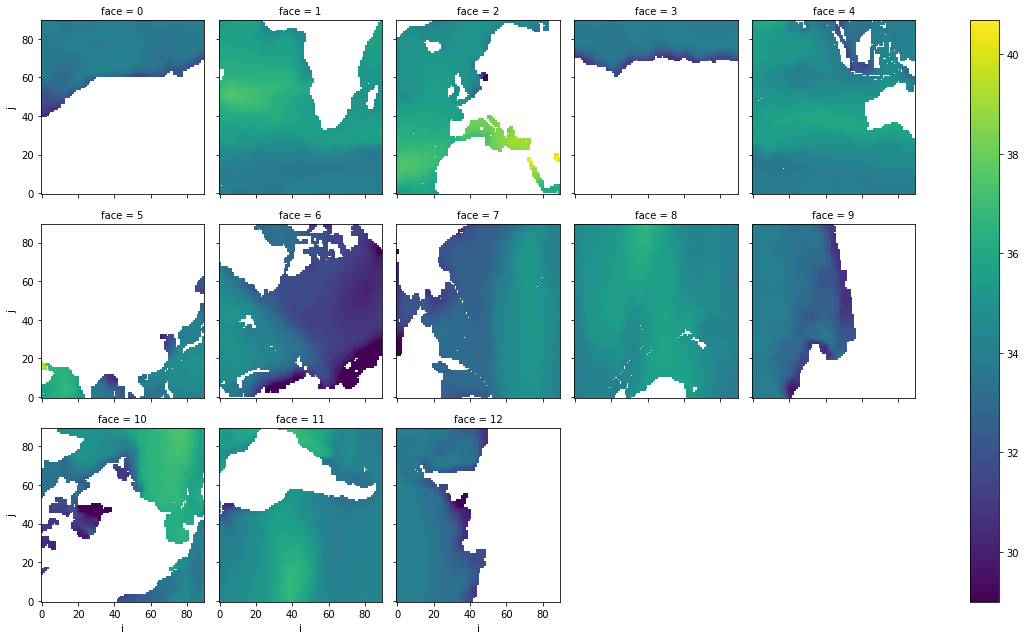 face = 0 face = 1 face = 2 face = 3 face = 4
80
60
40
20
0
j
face = 5 face = 6 face = 7 face = 8 face = 9
80
60
40
20
0
j
face = 10 face = 11 face = 12
80
60
40
20
0
j
0 20 40 60 80 0 20 40 60 80 0 20 40 60 80
i i i
40
38
36
34
32
30